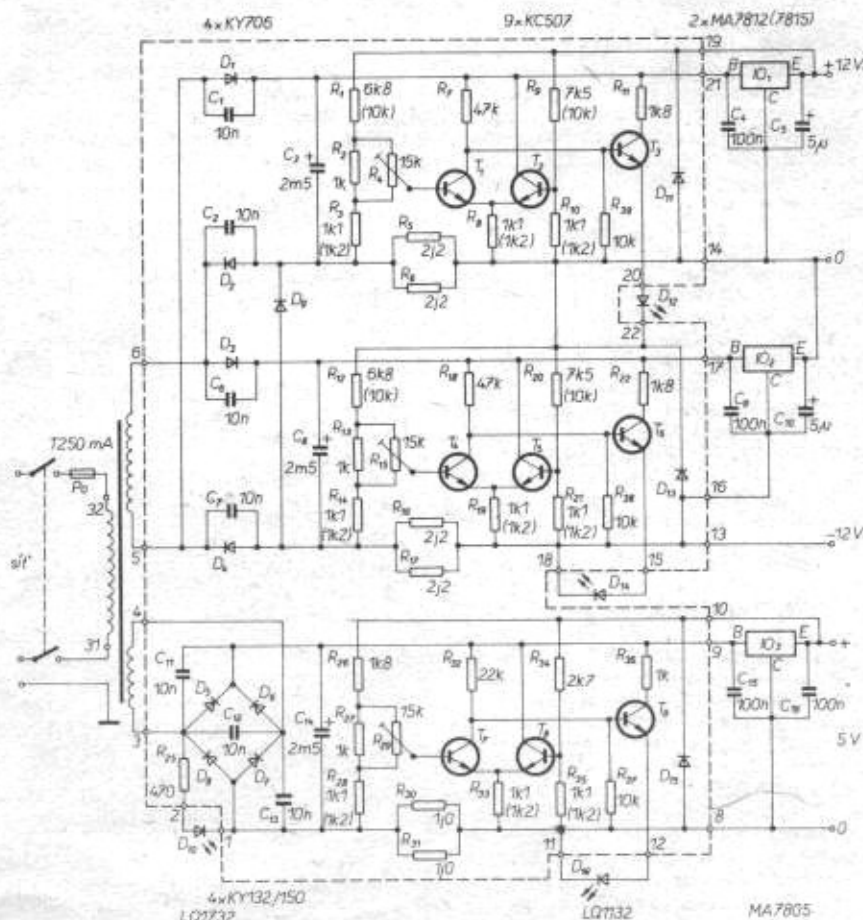 4×KY706 9×KC507 2×MA7812(7815)
19
D₁ B IO₁ E +12V
C₁ R₁ 6k8 (10k) R₇ 47k R₉ 7k5 (10k) R₁₁ 1k8 21 C
10n C₄ 100n 5µ
C₃ + 2m5 R₂ 1k R₄ 15k T₁ T₂ T₃
C₂ 10n R₃ 1k1 (1k2) R₅ 2j2 R₈ 1k1 (1k2) R₁₀ 1k1 (1k2) 10k D₁₁
D₂ R₆ 2j2 14 0
D₉ 20 D₁₂
22
6 D₃ 17 B IO₂ E
C₆ 10n R₁₂ 6k8 (10k) R₁₈ 47k R₂₀ 7k5 (10k) R₂₂ 1k8 C
C₉ 100n C₁₀ 5µ
T250 mA C₈ + 2m5 R₁₃ 1k R₁₅ 15k T₄ T₅ T₆
Po C₇ 10n R₁₄ 1k1 (1k2) R₁₆ 2j2 R₁₉ 1k1 (1k2) R₂₁ 1k1 (1k2) 10k D₁₃ 16
32
síť 5 D₄ R₁₇ 2j2 13 −12V
18 15
D₁₄
4 10
31 C₁₁ 10n D₅ D₆ R₂₆ 1k8 R₃₂ 22k R₃₄ 2k7 1k 9 B IO₃ E +
C
C₁₂ 10n C₁₄ + 2m5 R₂₇ 1k R₂₉ 15k T₇ T₈ T₉ C₁₅ 100n C₁₆ 100n
3 5V
R₂₅ 470 D₈ D₇ R₂₈ 1k1 (1k2) R₃₀ 1j0 R₃₃ 1k1 (1k2) R₃₅ 1k1 (1k2) R₃₇ 10k D₁₅
C₁₃ 10n
2 1 R₃₁ 1j0 8 0
D₁₀ 11 12
4×KY132/150
LQ1732 LQ1132 MA7805